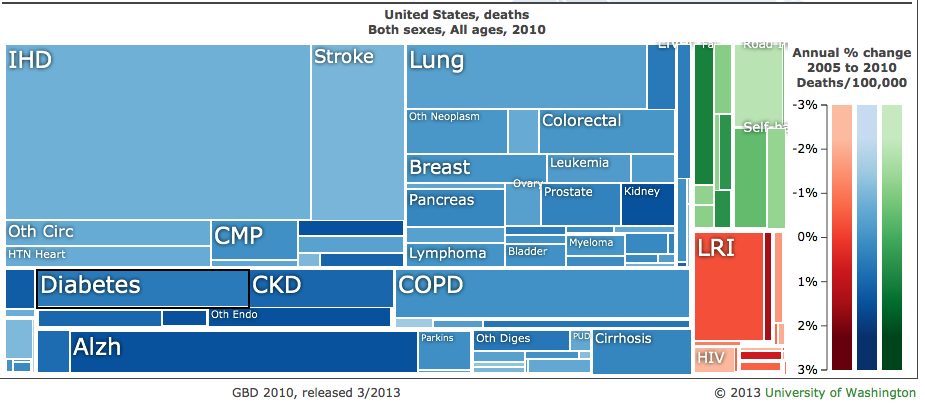 United States, deaths
Both sexes, All ages, 2010
IHD
Stroke
Lung
Oth Neoplasm
Colorectal
Breast
Leukemia
Ovary
Pancreas
Prostate
Kidney
Oth Circ
CMP
HTN Heart
Lymphoma
Bladder
Myeloma
Diabetes
CKD
COPD
Oth Endo
Alzh
Parkins
Oth Diges
PUD
Cirrhosis
LRI
HIV
Annual % change
2005 to 2010
Deaths/100,000
-3%
-2%
-1%
0%
1%
2%
3%
GBD 2010, released 3/2013
© 2013 University of Washington